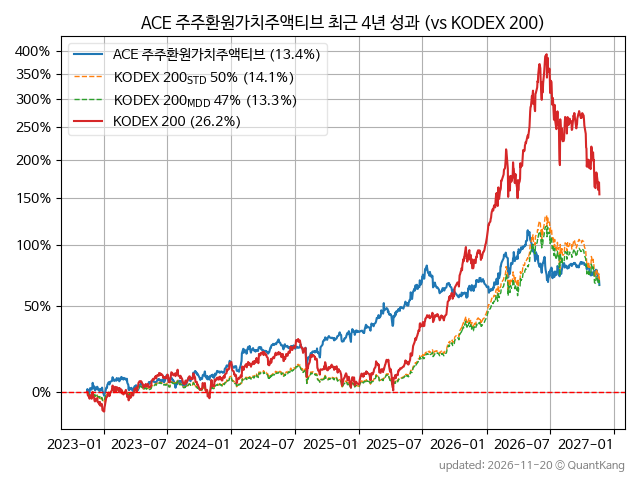 ACE 주주환원가치주액티브 최근 4년 성과 (vs KODEX 200)
400%
350%
300%
250%
200%
150%
100%
50%
0%
ACE 주주환원가치주액티브 (13.4%)
KODEX 200STD 50% (14.1%)
KODEX 200MDD 47% (13.3%)
KODEX 200 (26.2%)
2023-01 2023-07 2024-01 2024-07 2025-01 2025-07 2026-01 2026-07 2027-01
updated: 2026-11-20 © QuantKang